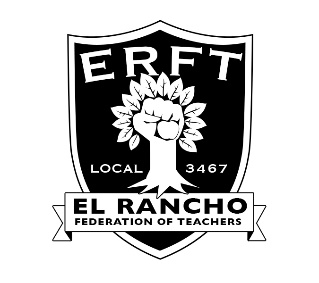 ERFT
LOCAL 3467
EL RANCHO
FEDERATION OF TEACHERS